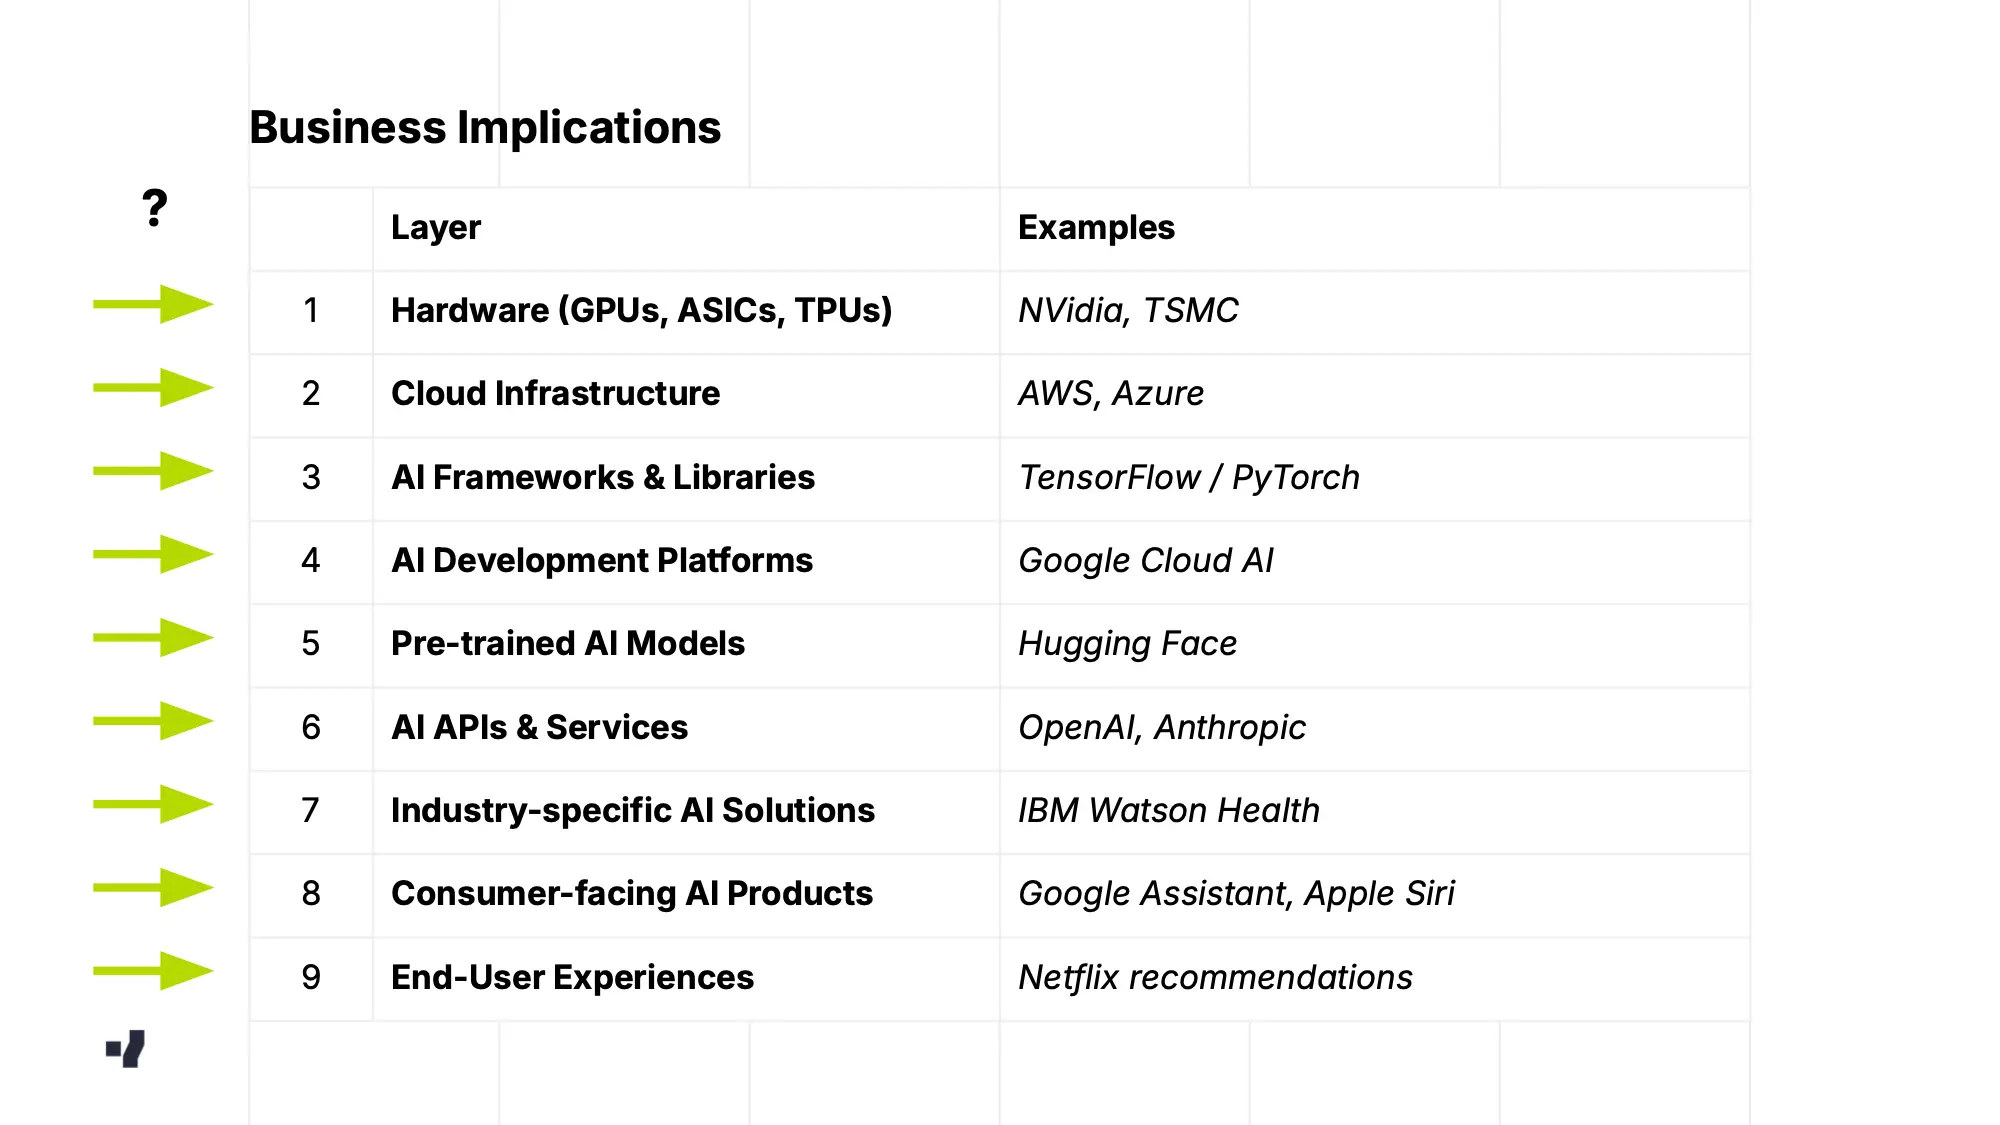 Business Implications
?
Layer Examples
1 Hardware (GPUs, ASICs, TPUs) NVidia, TSMC
2 Cloud Infrastructure AWS, Azure
3 AI Frameworks & Libraries TensorFlow / PyTorch
4 AI Development Platforms Google Cloud AI
5 Pre-trained AI Models Hugging Face
6 AI APIs & Services OpenAI, Anthropic
7 Industry-specific AI Solutions IBM Watson Health
8 Consumer-facing AI Products Google Assistant, Apple Siri
9 End-User Experiences Netflix recommendations